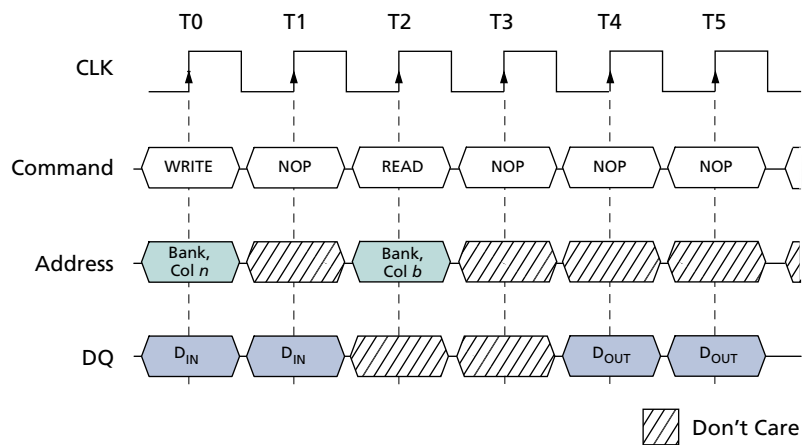 T0 T1 T2 T3 T4 T5
CLK
Command WRITE NOP READ NOP NOP NOP
Address Bank, Col n Bank, Col b
DQ DIN DIN DOUT DOUT
Don't Care